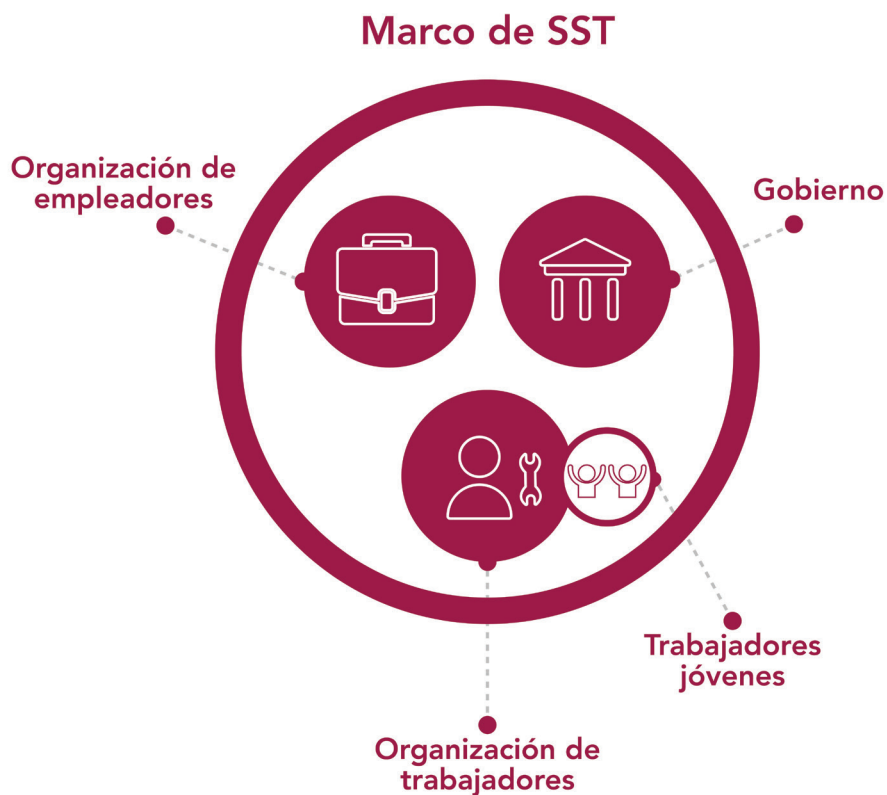 Marco de SST
Organización de
empleadores
Gobierno
Trabajadores
jóvenes
Organización de
trabajadores